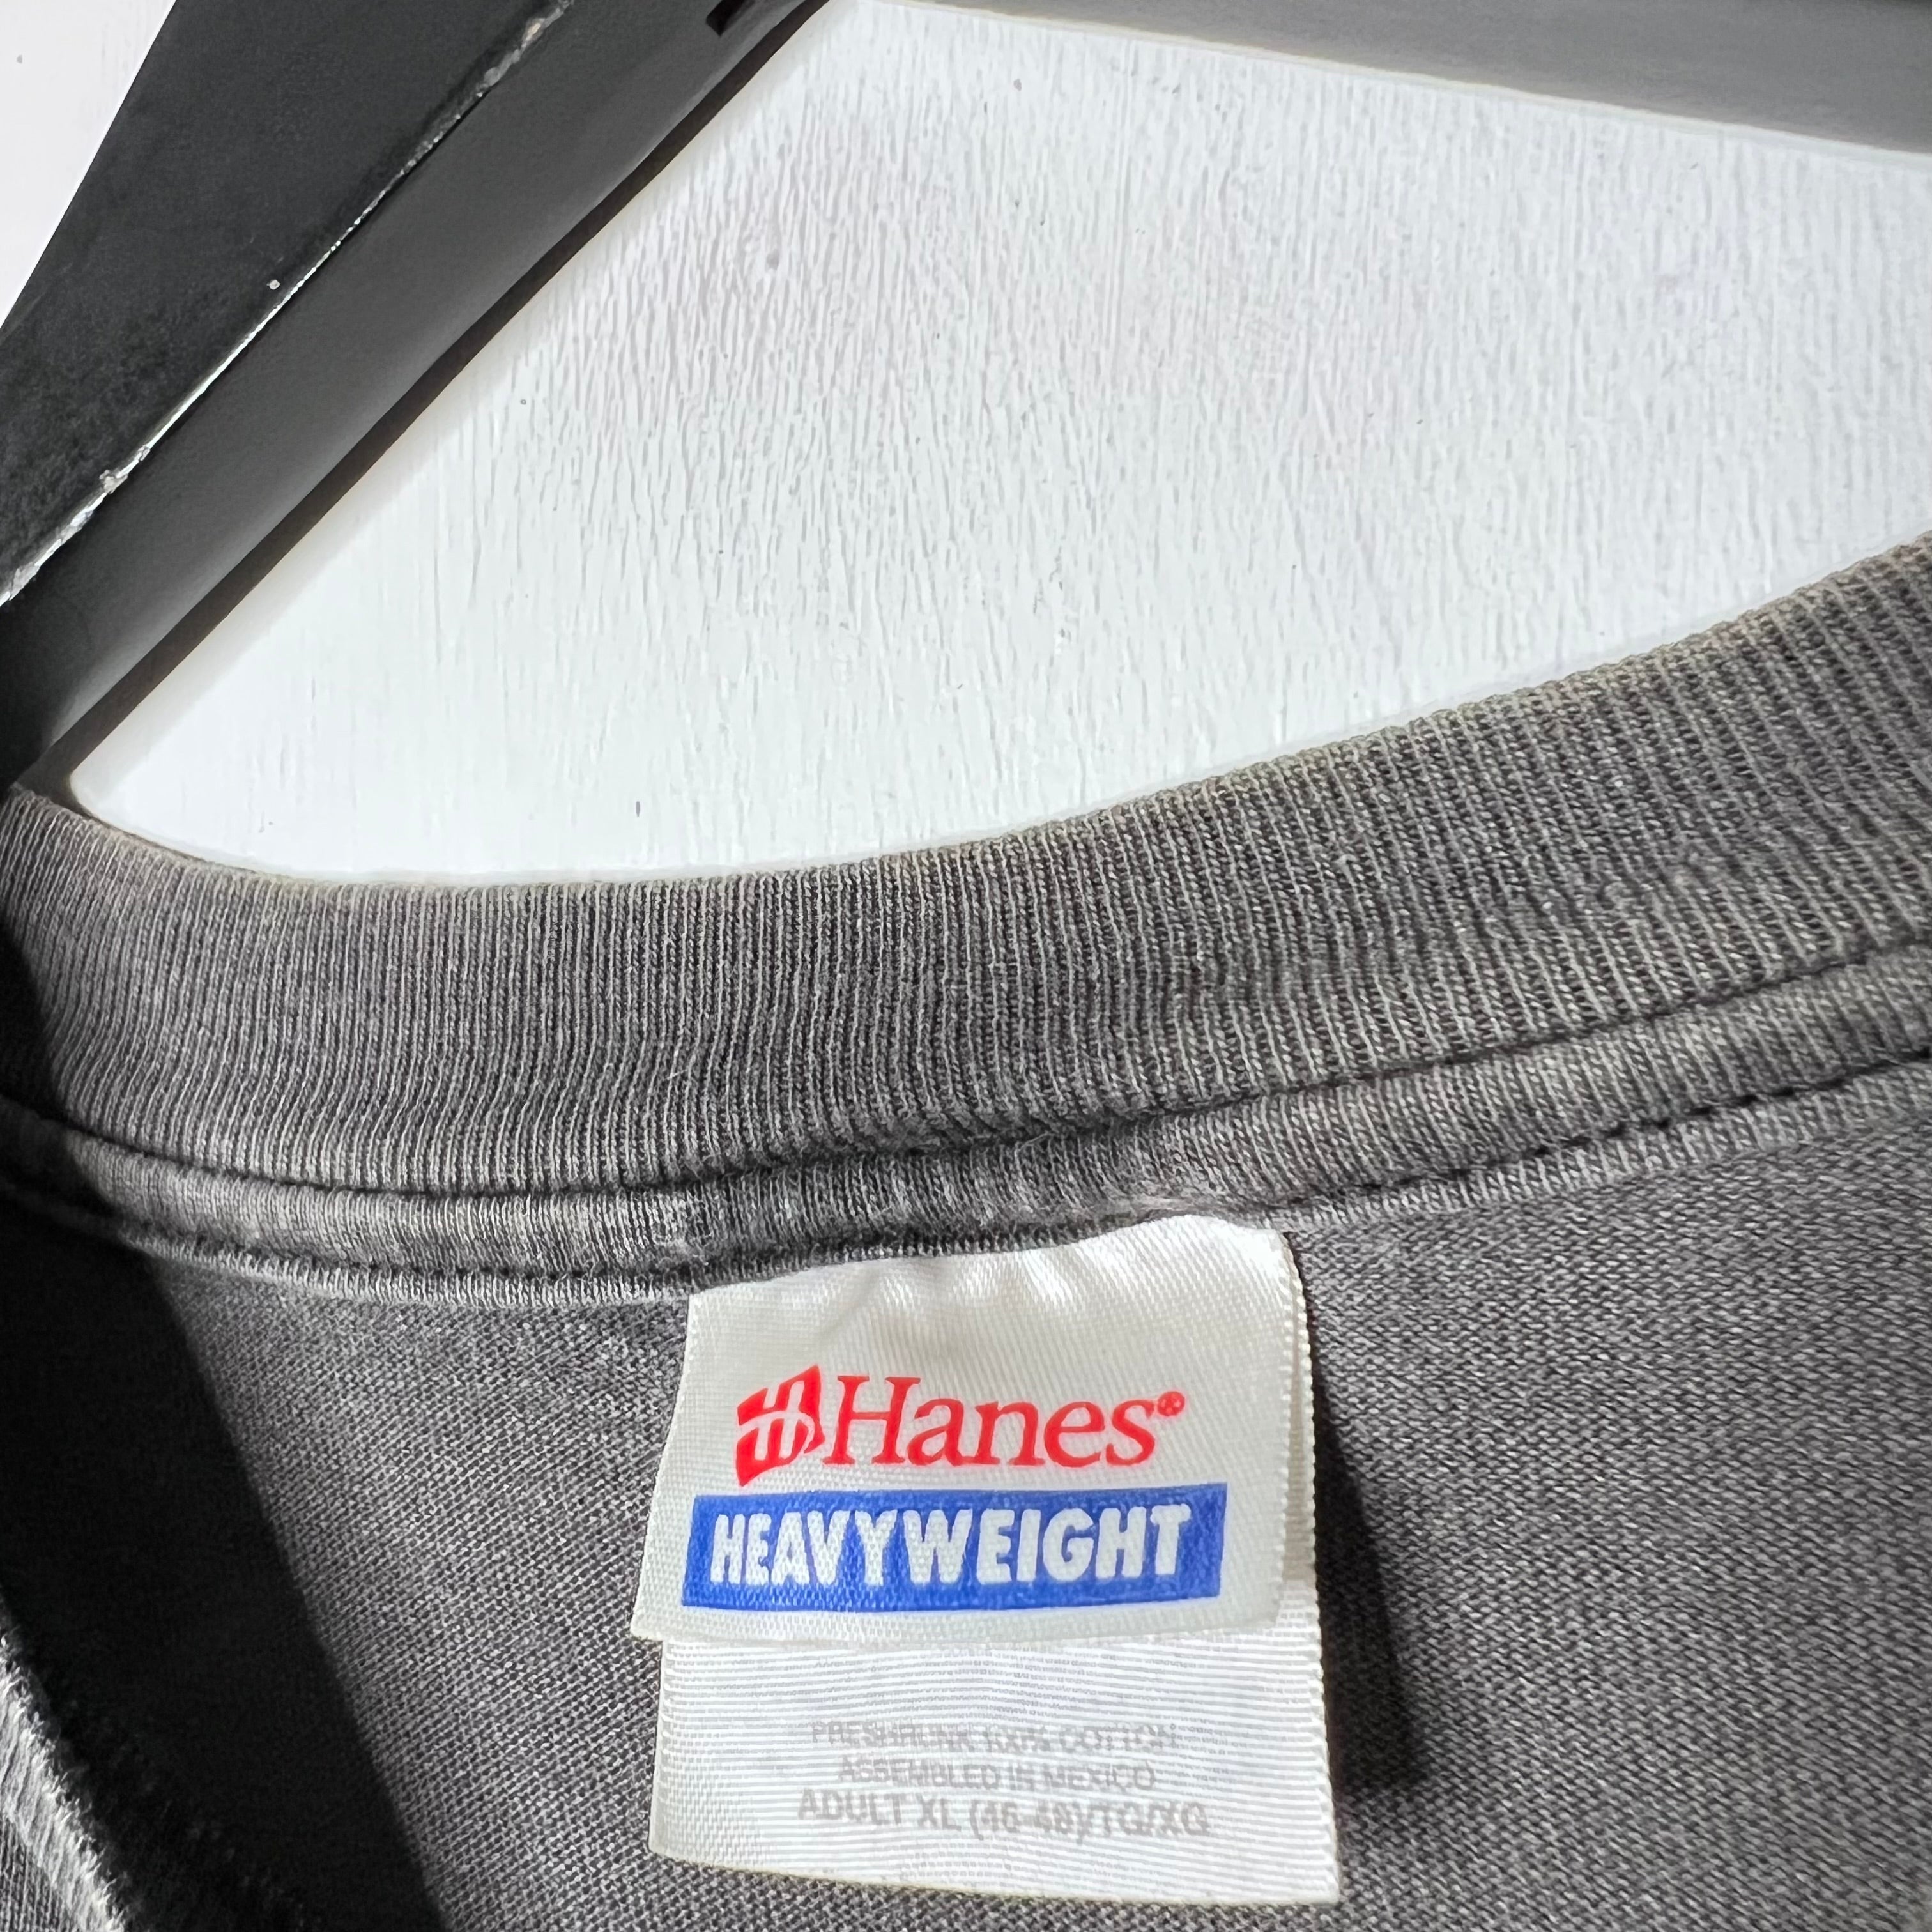 Hanes®
HEAVYWEIGHT
PRESHRUNK 100% COTTON
ASSEMBLED IN MEXICO
ADULT XL (46-48)/TG/XG